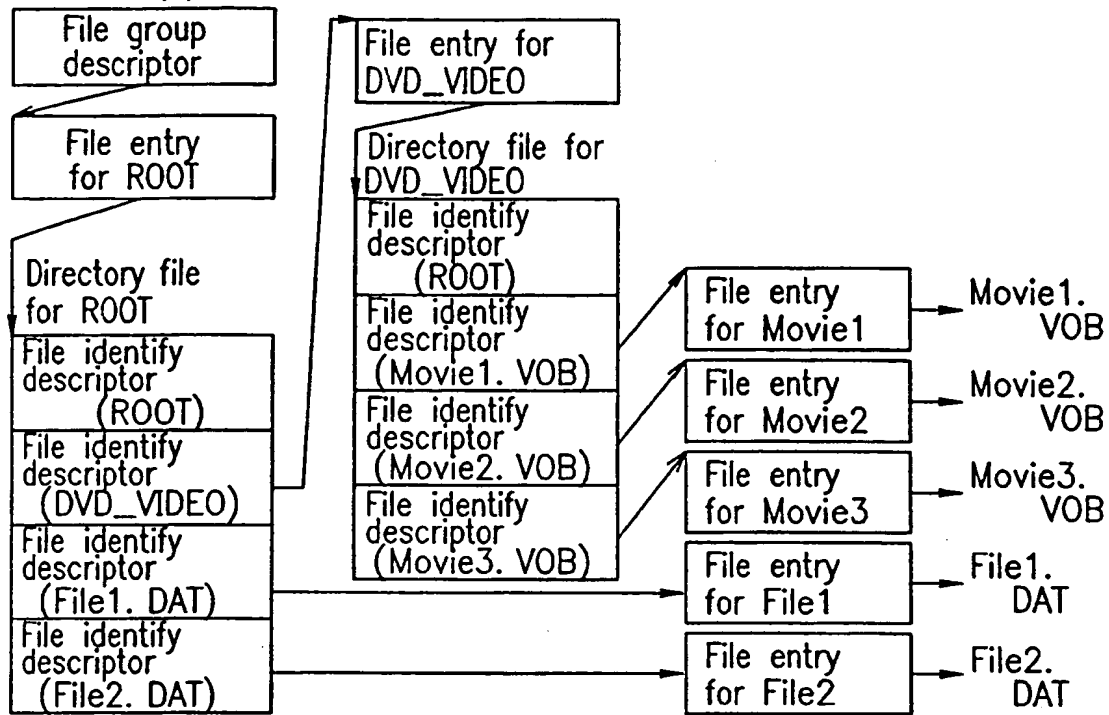 File group
descriptor
File entry
for ROOT
Directory file
for ROOT
File identify
descriptor
(ROOT)
File identify
descriptor
(DVD_VIDEO)
File identify
descriptor
(File1. DAT)
File identify
descriptor
(File2. DAT)
File entry for
DVD_VIDEO
Directory file for
DVD_VIDEO
File identify
descriptor
(ROOT)
File identify
descriptor
(Movie1. VOB)
File identify
descriptor
(Movie2. VOB)
File identify
descriptor
(Movie3. VOB)
File entry
for Movie1
Movie1.
VOB
File entry
for Movie2
Movie2.
VOB
File entry
for Movie3
Movie3.
VOB
File entry
for File1
File1.
DAT
File entry
for File2
File2.
DAT